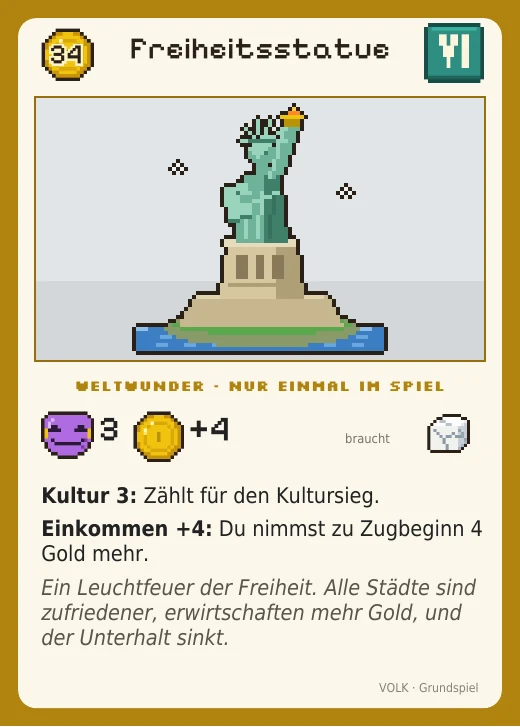 34 Freiheitsstatue VI
WELTWUNDER - NUR EINMAL IM SPIEL
3 +4 braucht
Kultur 3: Zählt für den Kultursieg.
Einkommen +4: Du nimmst zu Zugbeginn 4
Gold mehr.
Ein Leuchtfeuer der Freiheit. Alle Städte sind
zufriedener, erwirtschaften mehr Gold, und
der Unterhalt sinkt.
VOLK · Grundspiel